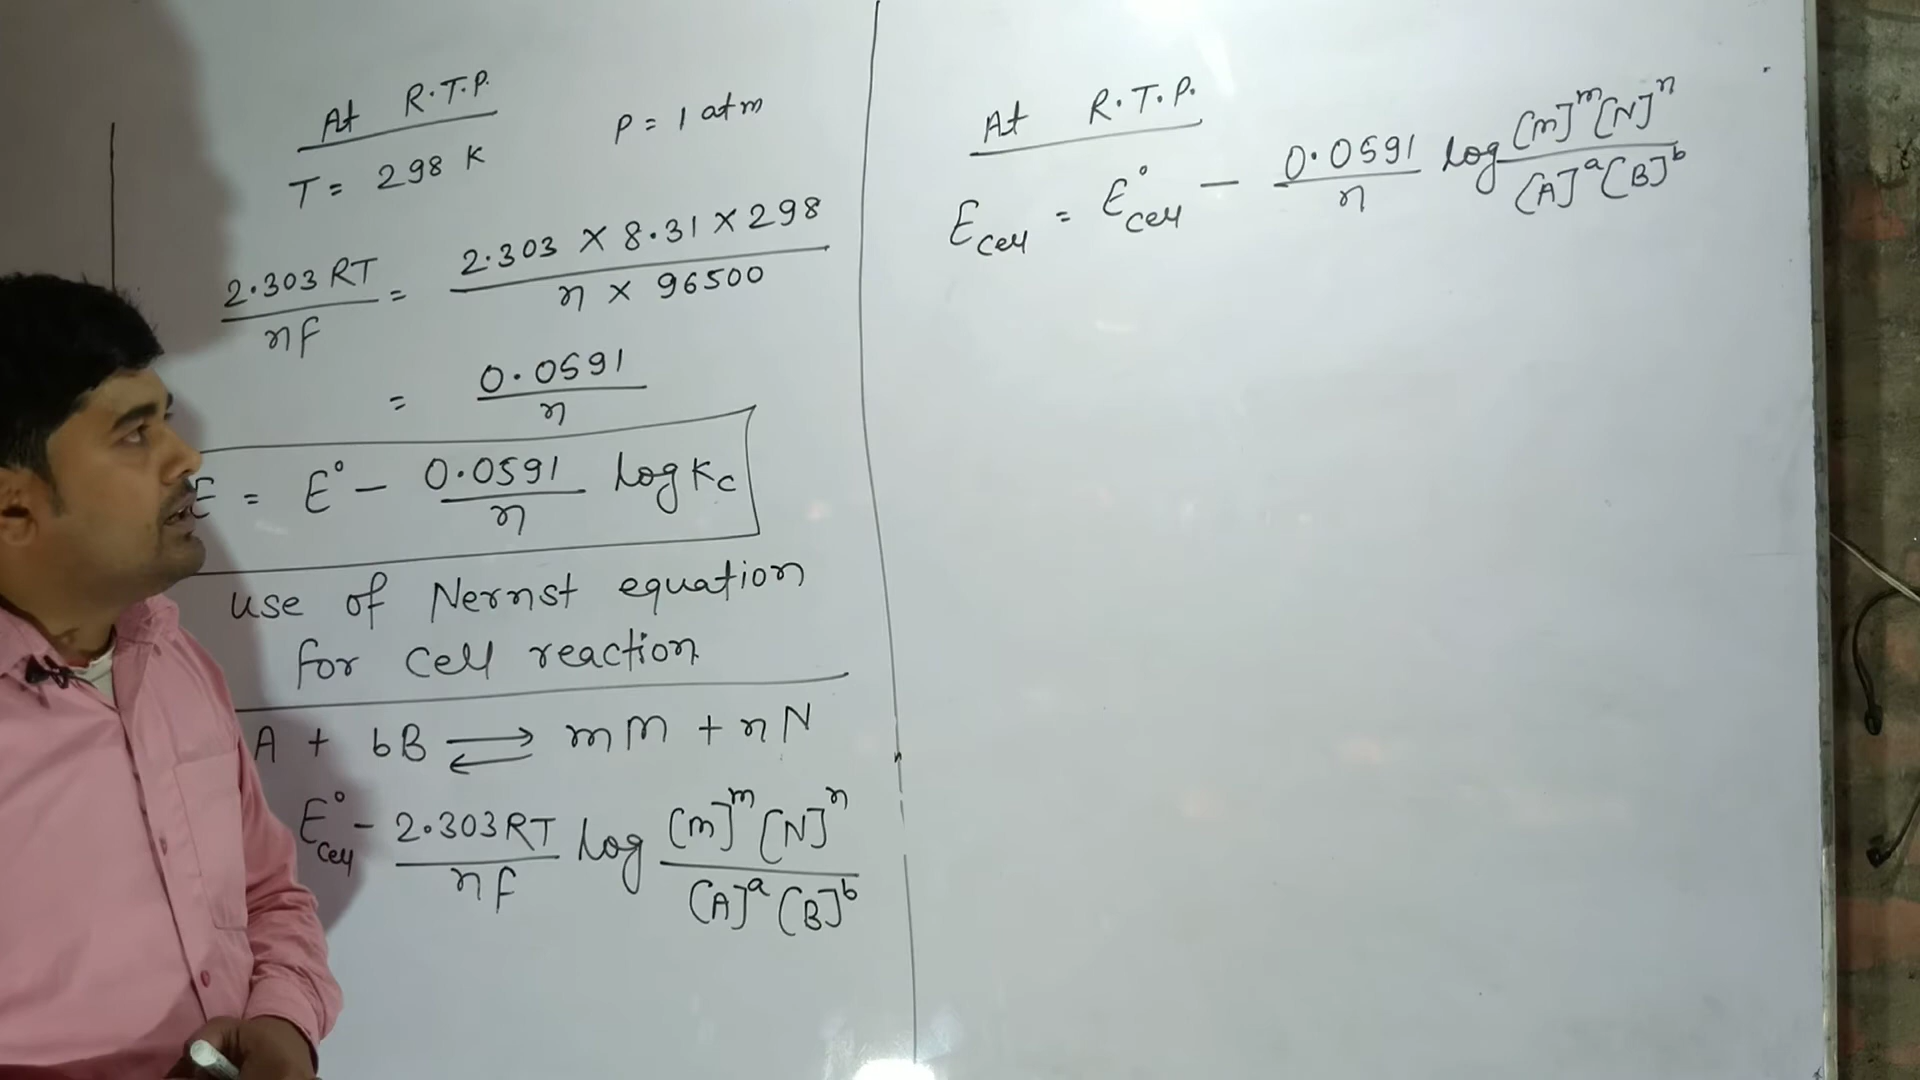 At R.T.P.
T = 298 K P = 1 atm
2.303 RT / nF = 2.303 × 8.31 × 298 / n × 96500
= 0.0591 / n
E = E° − 0.0591 / n log Kc
use of Nernst equation
for cell reaction
A + bB ⇌ mM + nN
E°cell − 2.303RT / nF log [M]^m [N]^n / [A]^a [B]^b
At R.T.P.
Ecell = E°cell − 0.0591 / n log [M]^m [N]^n / [A]^a [B]^b